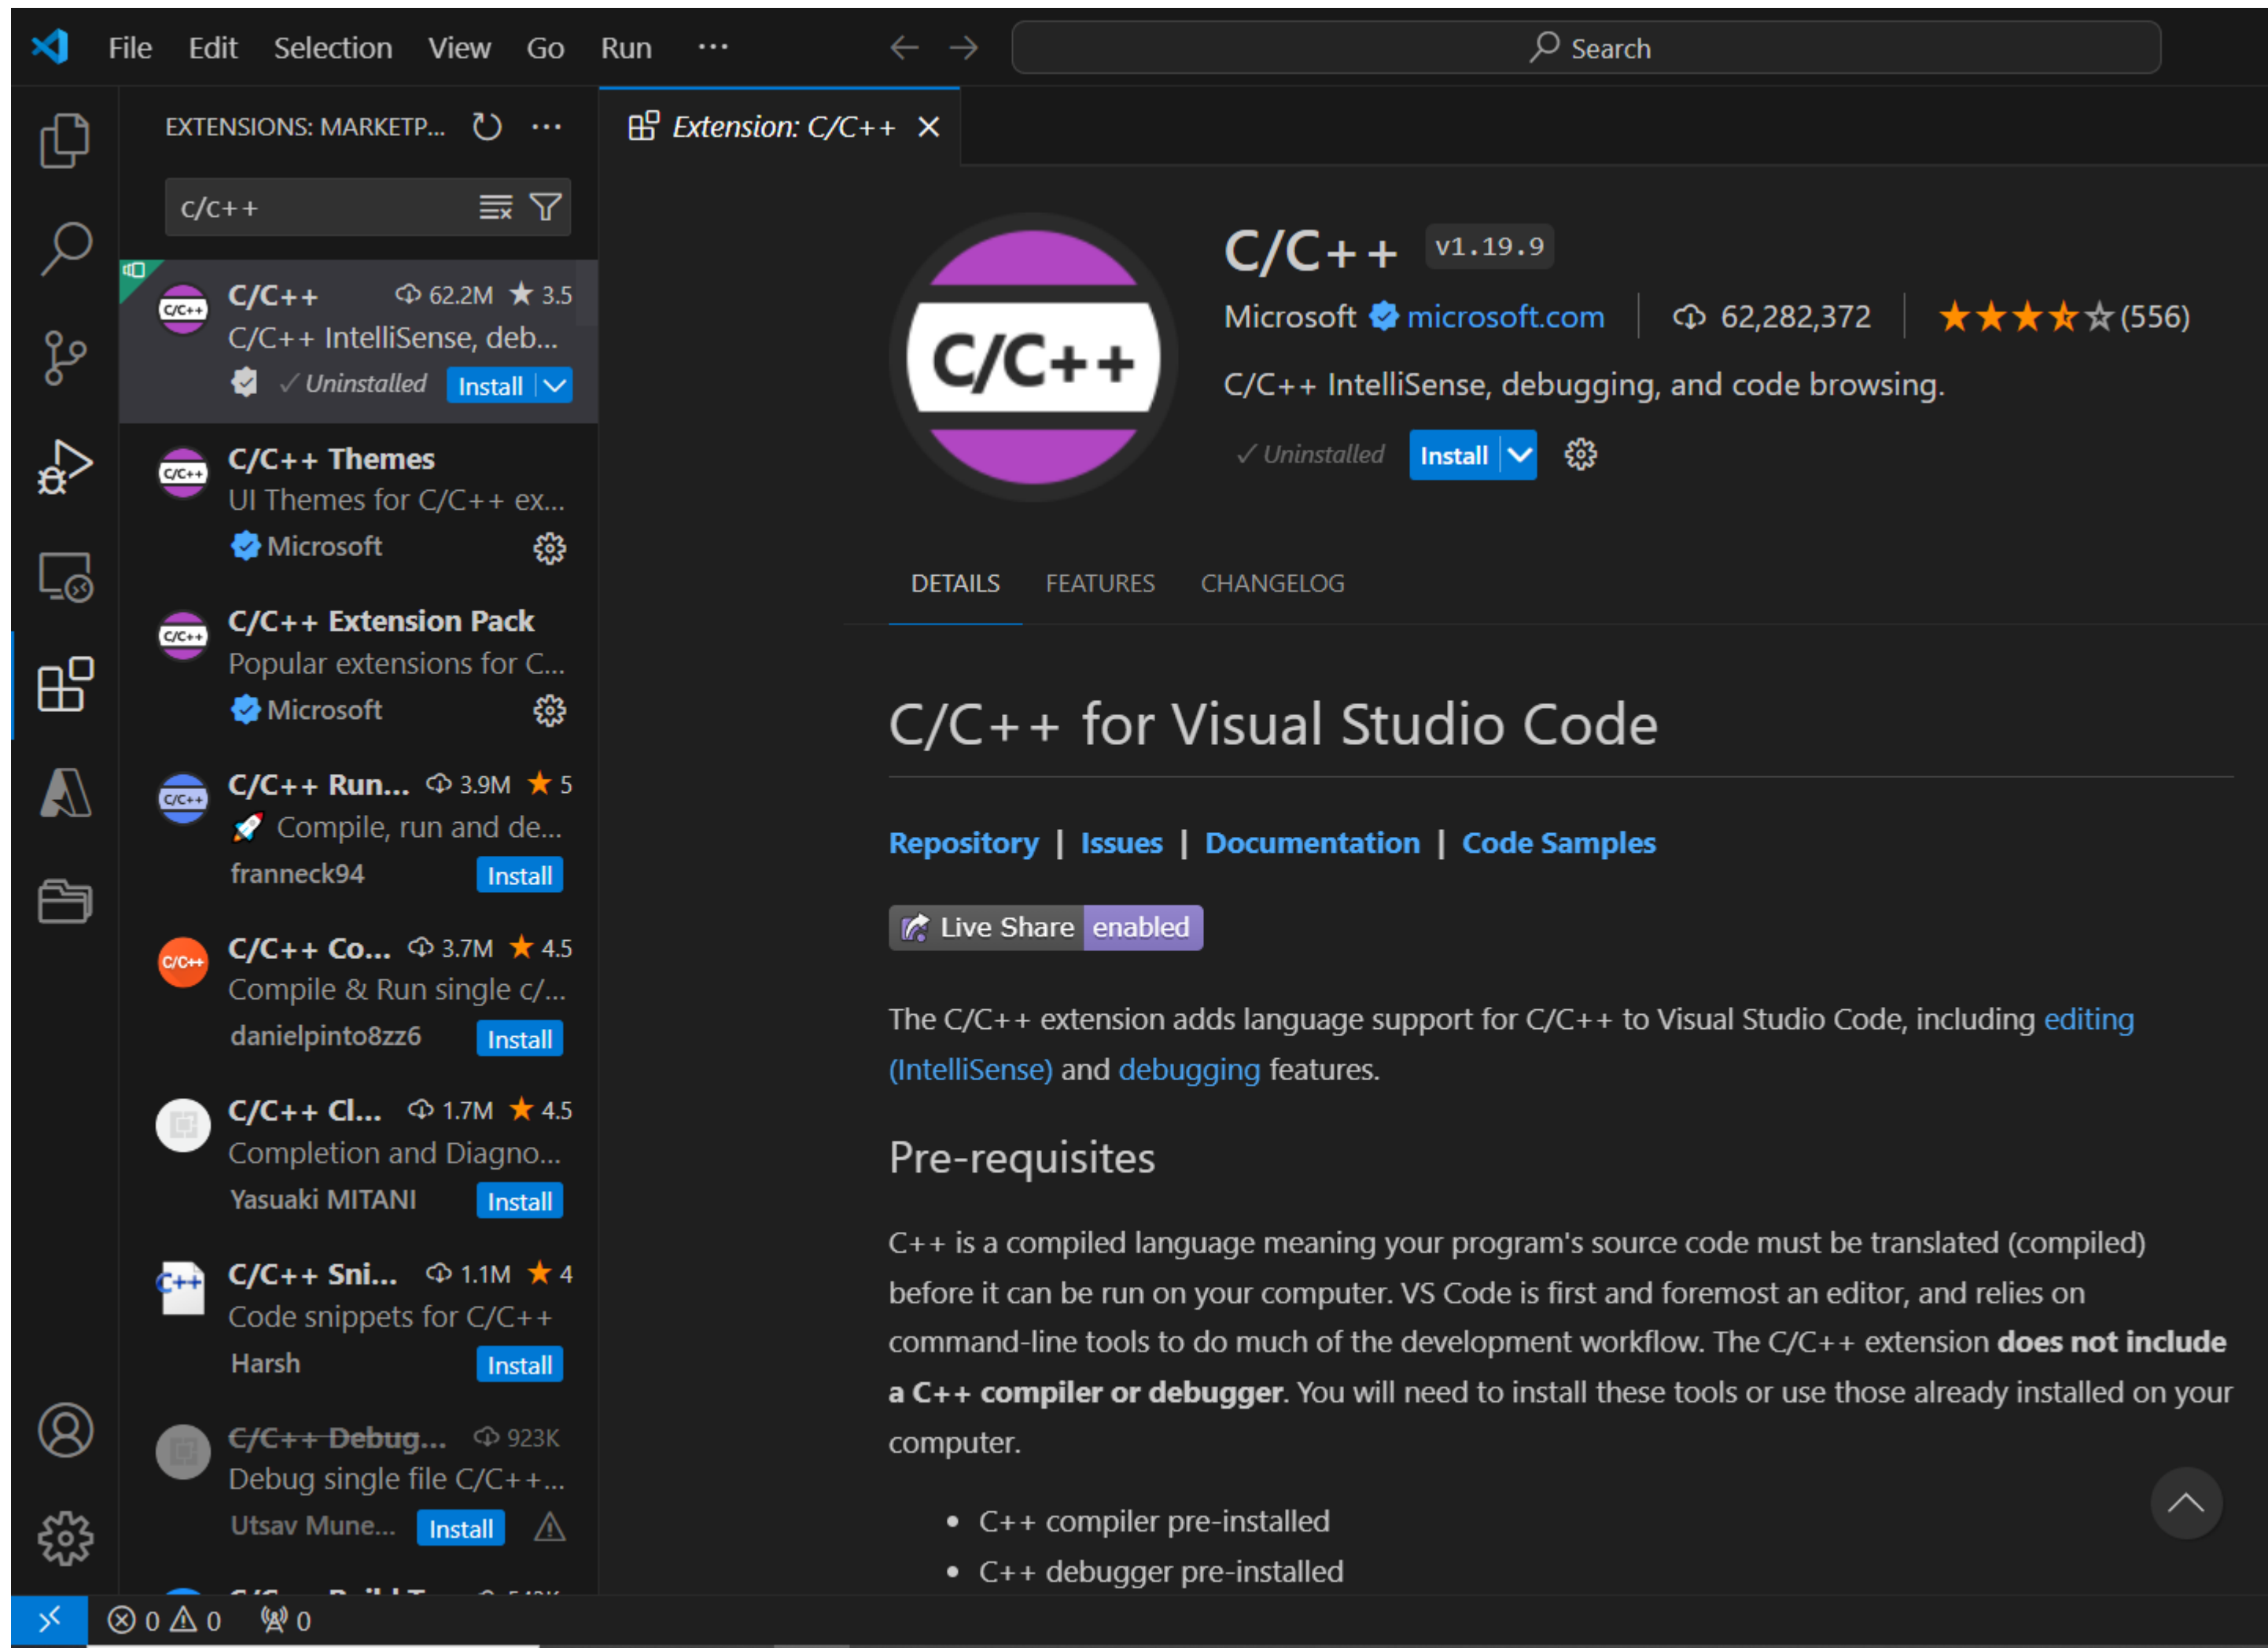 File Edit Selection View Go Run ...
Search
EXTENSIONS: MARKETP...
c/c++
C/C++ 62.2M ★ 3.5
C/C++ IntelliSense, deb...
✓ Uninstalled Install
C/C++
C/C++ Themes
UI Themes for C/C++ ex...
Microsoft
C/C++
C/C++ Extension Pack
Popular extensions for C...
Microsoft
C/C++
C/C++ Run... 3.9M ★ 5
🚀 Compile, run and de...
franneck94 Install
C/C++
C/C++ Co... 3.7M ★ 4.5
Compile & Run single c/...
danielpinto8zz6 Install
C/C++
C/C++ Cl... 1.7M ★ 4.5
Completion and Diagno...
Yasuaki MITANI Install
C/C++ Sni... 1.1M ★ 4
Code snippets for C/C++
Harsh Install
C++
C/C++ Debug... 923K
Debug single file C/C++...
Utsav Mune... Install
Extension: C/C++
C/C++
C/C++ v1.19.9
Microsoft microsoft.com | 62,282,372 | ★★★★☆ (556)
C/C++ IntelliSense, debugging, and code browsing.
✓ Uninstalled Install
DETAILS FEATURES CHANGELOG
C/C++ for Visual Studio Code
Repository | Issues | Documentation | Code Samples
Live Share enabled
The C/C++ extension adds language support for C/C++ to Visual Studio Code, including editing
(IntelliSense) and debugging features.
Pre-requisites
C++ is a compiled language meaning your program's source code must be translated (compiled)
before it can be run on your computer. VS Code is first and foremost an editor, and relies on
command-line tools to do much of the development workflow. The C/C++ extension does not include
a C++ compiler or debugger. You will need to install these tools or use those already installed on your
computer.
• C++ compiler pre-installed
• C++ debugger pre-installed
0 0 0